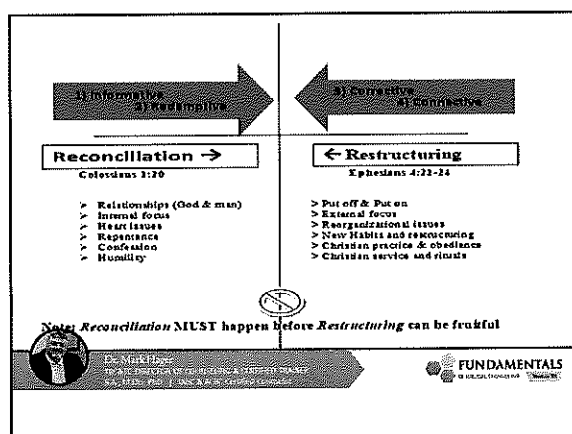 1) Informative
2) Redemptive
3) Corrective
4) Connective
Reconciliation →
Colossians 1:20
➢ Relationships (God & man)
➢ Internal focus
➢ Heart issues
➢ Repentance
➢ Confession
➢ Humility
← Restructuring
Ephesians 4:22-24
> Put off & Put on
> External focus
> Reorganizational issues
> New Habits and restructuring
> Christian practice & obedience
> Christian service and rituals
Note: Reconciliation MUST happen before Restructuring can be fruitful
Dr. Mark
FUNDAMENTALS